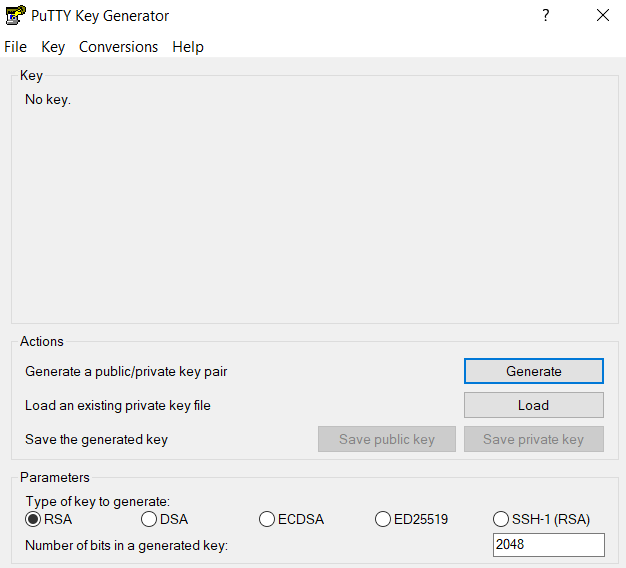 PuTTY Key Generator ?
File Key Conversions Help
Key
No key.
Actions
Generate a public/private key pair Generate
Load an existing private key file Load
Save the generated key Save public key Save private key
Parameters
Type of key to generate:
RSA DSA ECDSA ED25519 SSH-1 (RSA)
Number of bits in a generated key: 2048